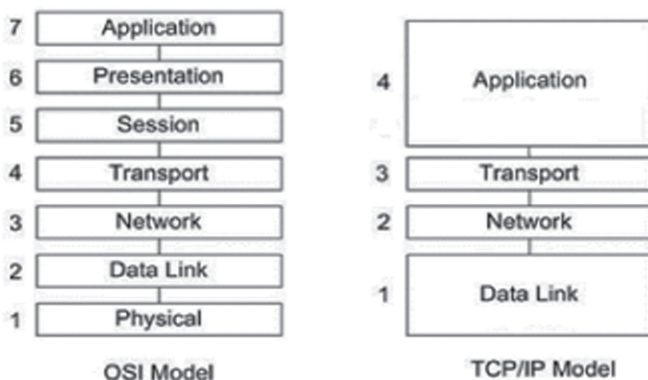 7 Application
6 Presentation
5 Session
4 Transport
3 Network
2 Data Link
1 Physical
OSI Model
4 Application
3 Transport
2 Network
1 Data Link
TCP/IP Model